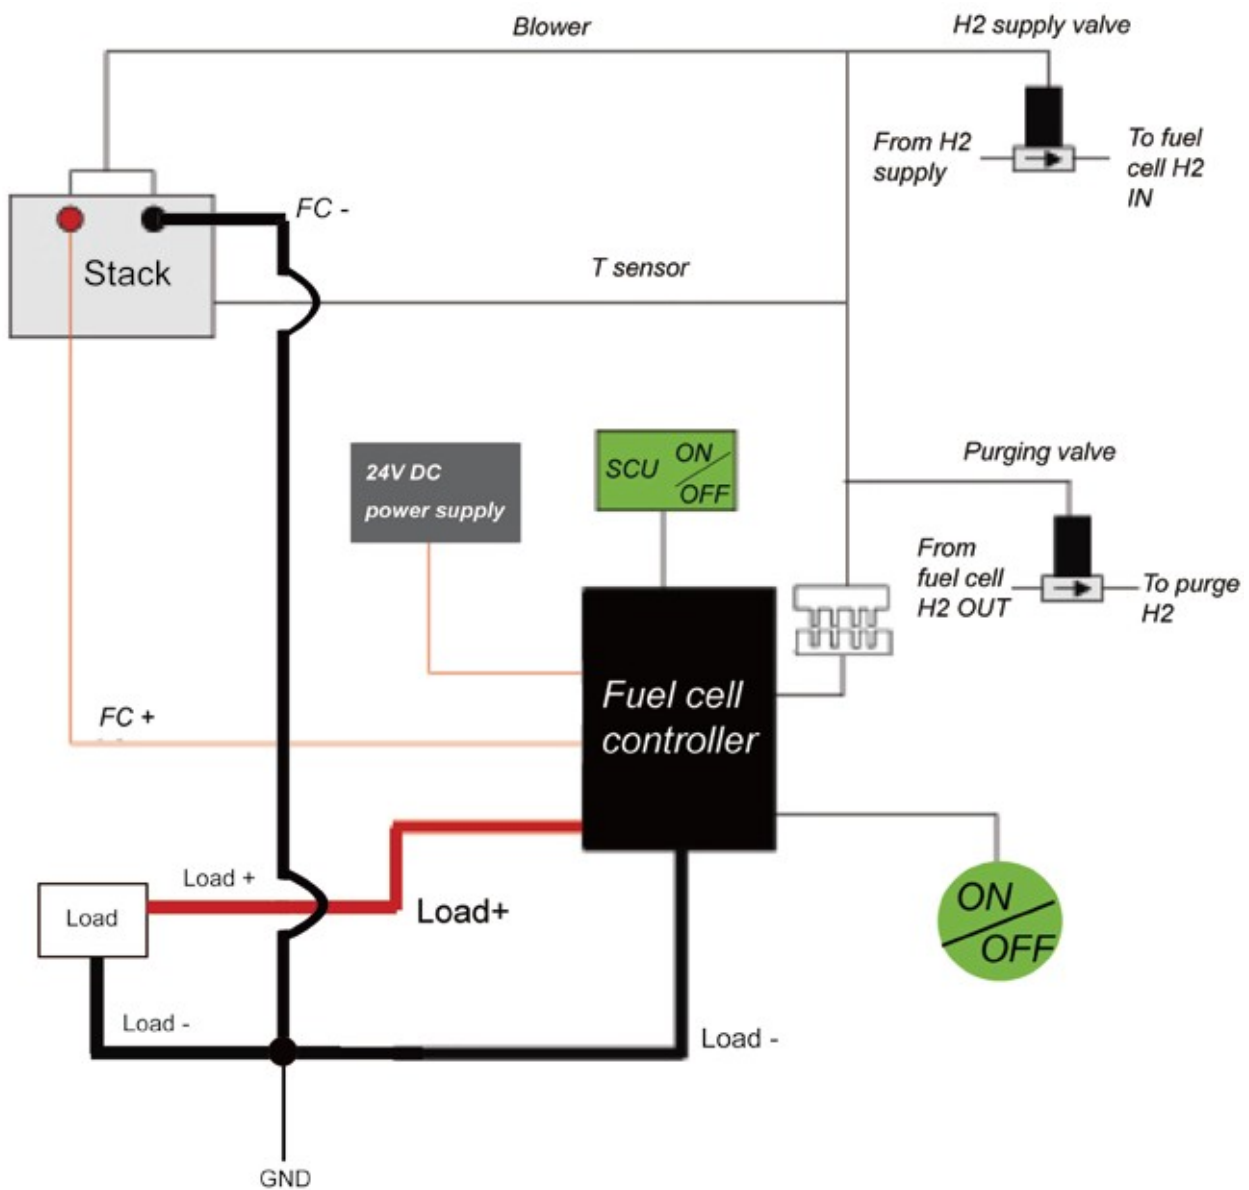 Blower
H2 supply valve
From H2
supply
To fuel
cell H2
IN
FC -
Stack
T sensor
24V DC
power supply
SCU ON
OFF
Purging valve
From
fuel cell
H2 OUT
To purge
H2
Fuel cell
controller
FC +
Load +
Load+
Load
ON
OFF
Load -
Load -
GND